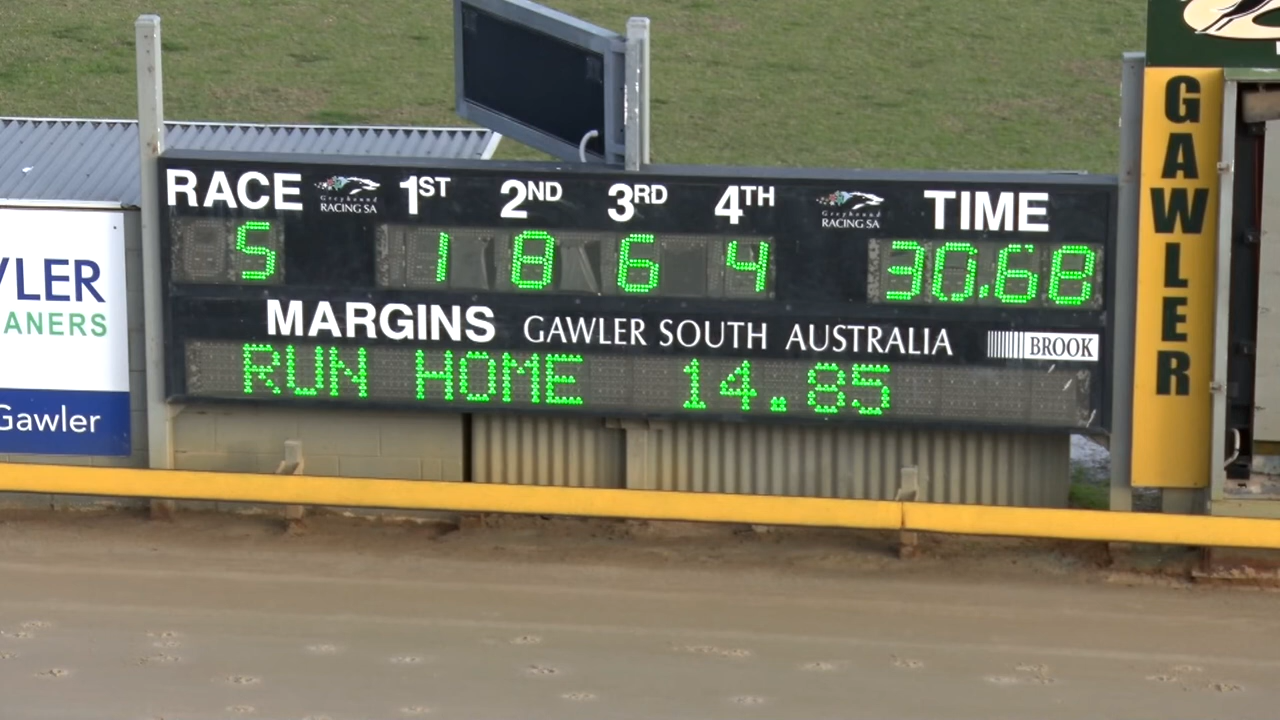 RACE Greyhound RACING SA 1ST 2ND 3RD 4TH Greyhound RACING SA TIME
5 1 8 6 4 30.68
MARGINS GAWLER SOUTH AUSTRALIA BROOK
RUN HOME 14.85
GAWLER
WLER
ANERS
Gawler